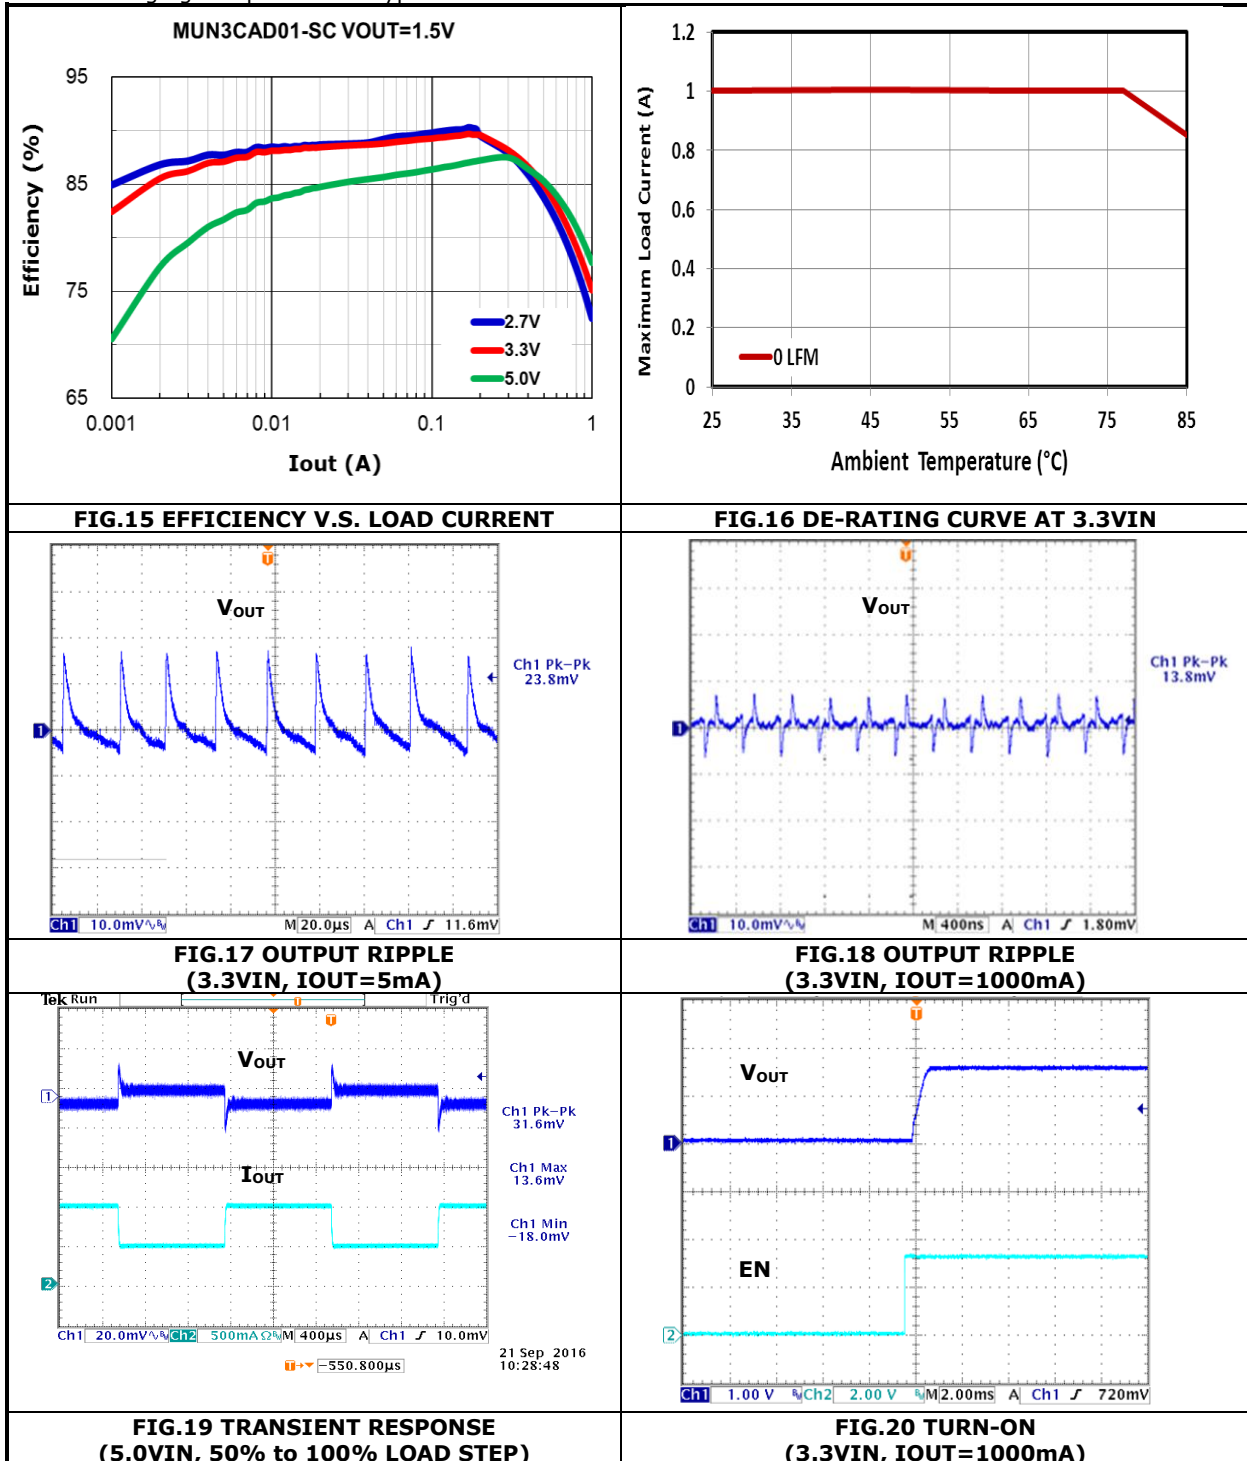 MUN3CAD01-SC VOUT=1.5V
95
85
75
65
Efficiency (%)
2.7V
3.3V
5.0V
0.001 0.01 0.1 1
Iout (A)
1.2
1
0.8
0.6
0.4
0.2
0
Maximum Load Current (A)
0 LFM
25 35 45 55 65 75 85
Ambient Temperature (°C)
FIG.15 EFFICIENCY V.S. LOAD CURRENT
FIG.16 DE-RATING CURVE AT 3.3VIN
T
VOUT
1
Ch1 Pk-Pk
23.8mV
Ch1 10.0mV M 20.0µs A Ch1 11.6mV
T
VOUT
1
Ch1 Pk-Pk
13.8mV
Ch1 10.0mV M 400ns A Ch1 1.80mV
FIG.17 OUTPUT RIPPLE
(3.3VIN, IOUT=5mA)
FIG.18 OUTPUT RIPPLE
(3.3VIN, IOUT=1000mA)
Tek Run Trig'd
T
T
VOUT
1
Ch1 Pk-Pk
31.6mV
IOUT
Ch1 Max
13.6mV
Ch1 Min
-18.0mV
2
Ch1 20.0mV Ch2 500mA Ω M 400µs A Ch1 10.0mV
T -550.800µs
21 Sep 2016
10:28:48
T
VOUT
1
EN
2
Ch1 1.00 V Ch2 2.00 V M 2.00ms A Ch1 720mV
FIG.19 TRANSIENT RESPONSE
(5.0VIN, 50% to 100% LOAD STEP)
FIG.20 TURN-ON
(3.3VIN, IOUT=1000mA)